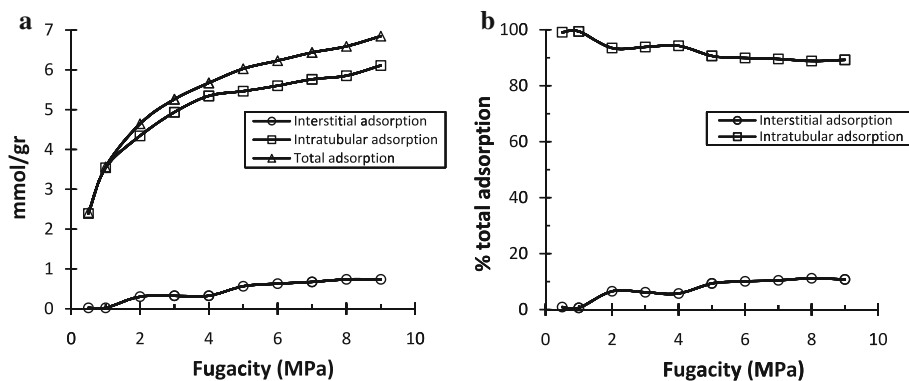 a
7
6
5
4
3
2
1
0
mmol/gr
Interstitial adsorption
Intratubular adsorption
Total adsorption
0 2 4 6 8 10
Fugacity (MPa)
b
100
80
60
40
20
0
% total adsorption
Interstitial adsorption
Intratubular adsorption
0 2 4 6 8 10
Fugacity (MPa)